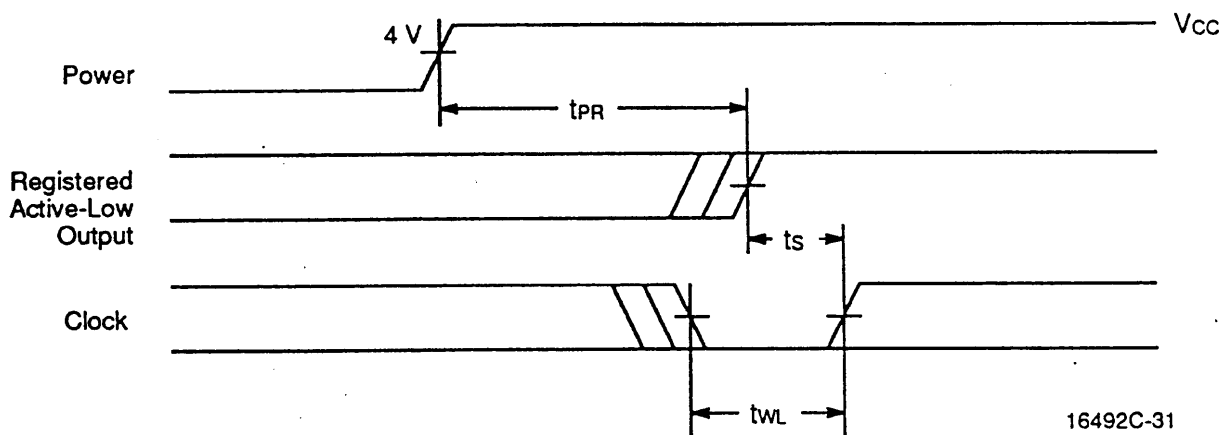 4 V
VCC
Power
tPR
Registered
Active-Low
Output
tS
Clock
tWL
16492C-31